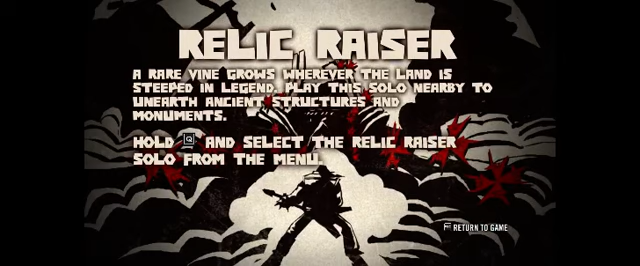 RELIC RAISER
A RARE VINE GROWS WHEREVER THE LAND IS
STEEPED IN LEGEND. PLAY THIS SOLO NEARBY TO
UNEARTH ANCIENT STRUCTURES AND
MONUMENTS.
HOLD Q AND SELECT THE RELIC RAISER
SOLO FROM THE MENU.
F RETURN TO GAME